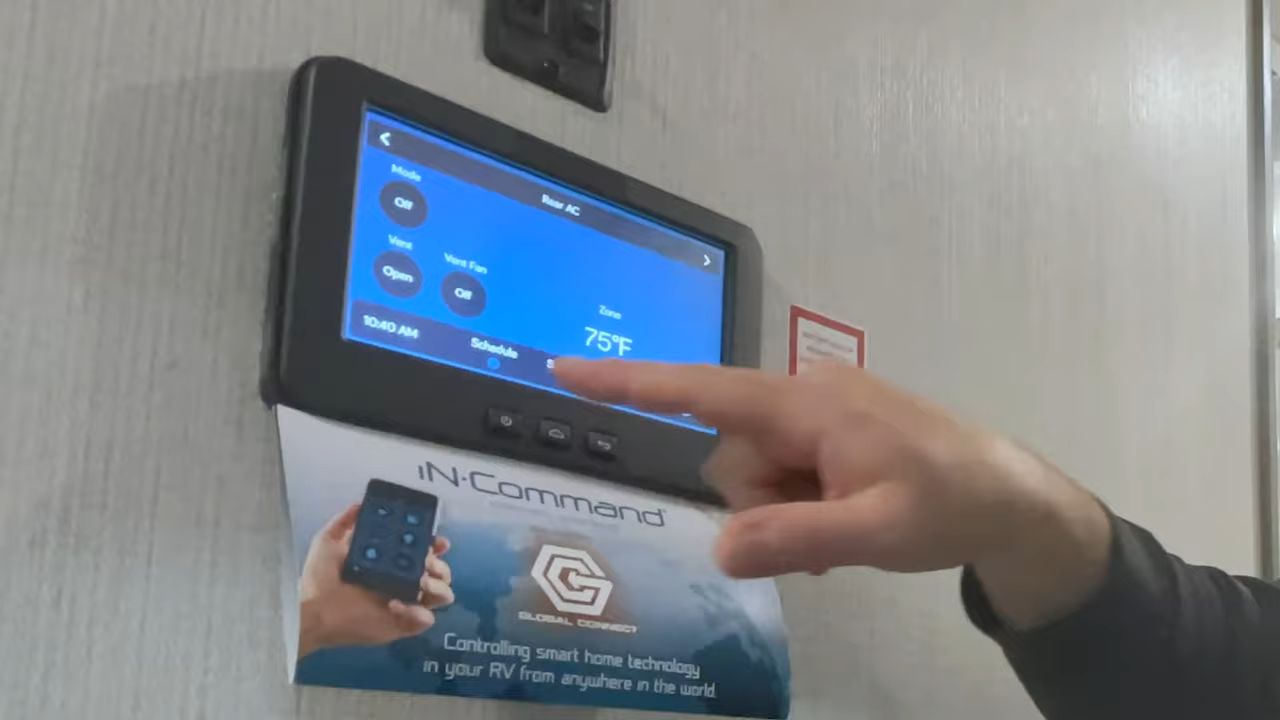 Rear AC
Mode
Off
Vent
Open
Vent Fan
Off
Zone
75°F
10:40 AM
Schedule
iN·Command
GLOBAL CONNECT
Controlling smart home technology
in your RV from anywhere in the world.